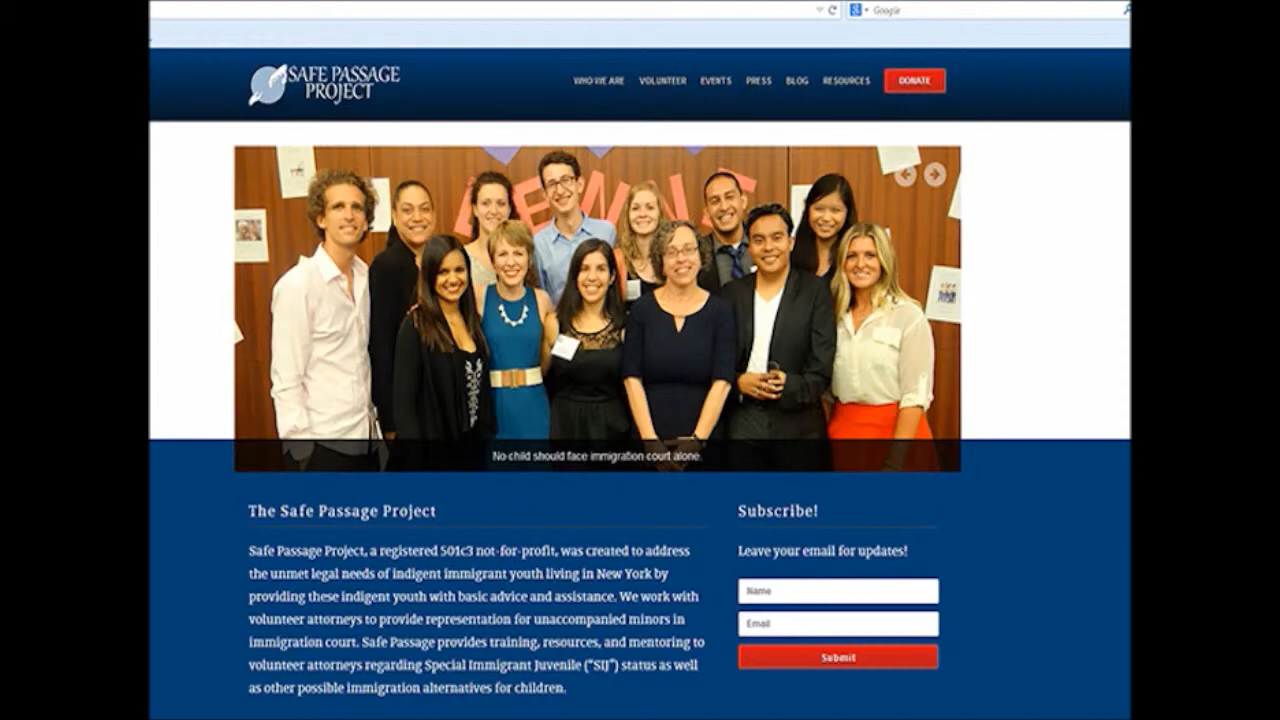 Google
SAFE PASSAGE
PROJECT
WHO WE ARE VOLUNTEER EVENTS PRESS BLOG RESOURCES DONATE
No child should face immigration court alone.
The Safe Passage Project
Safe Passage Project, a registered 501c3 not-for-profit, was created to address
the unmet legal needs of indigent immigrant youth living in New York by
providing these indigent youth with basic advice and assistance. We work with
volunteer attorneys to provide representation for unaccompanied minors in
immigration court. Safe Passage provides training, resources, and mentoring to
volunteer attorneys regarding Special Immigrant Juvenile ("SIJ") status as well
as other possible immigration alternatives for children.
Subscribe!
Leave your email for updates!
Name
Email
Submit